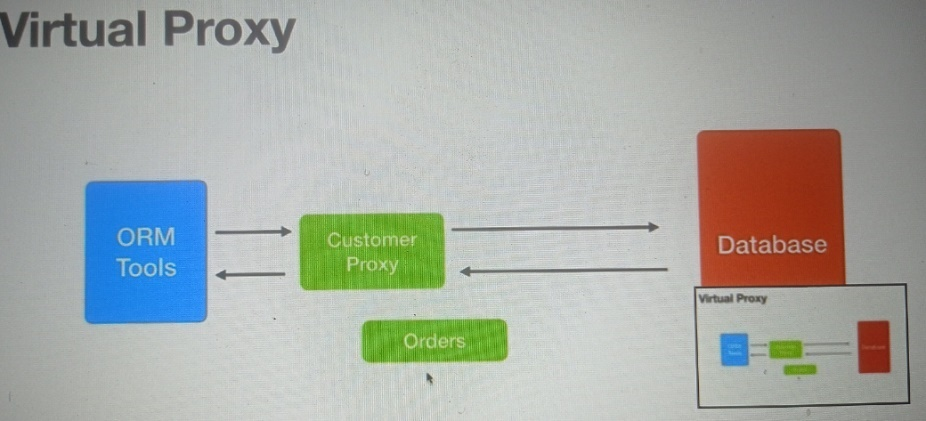 Virtual Proxy
ORM
Tools
Customer
Proxy
Database
Orders
Virtual Proxy